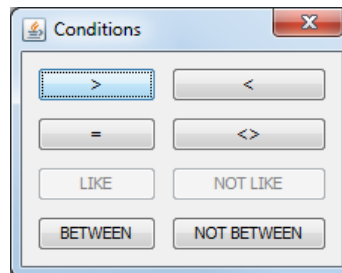 Conditions
> <
= <>
LIKE NOT LIKE
BETWEEN NOT BETWEEN